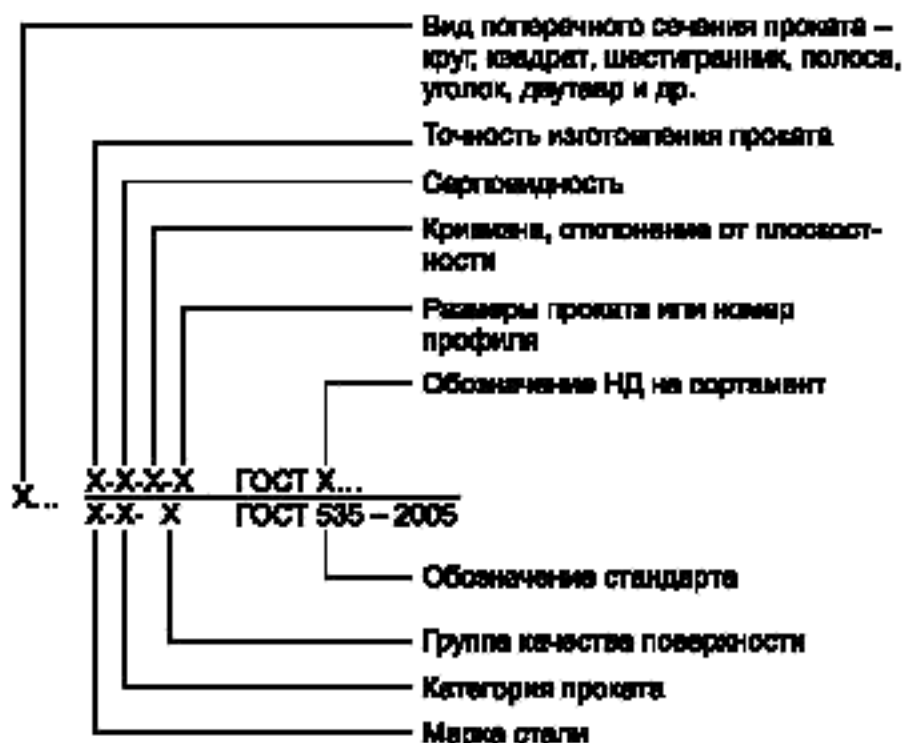 Вид поперечного сечения проката –
круг, квадрат, шестигранник, полоса,
уголок, двутавр и др.
Точность изготовления проката
Серповидность
Кривизна, отклонение от плоскост-
ности
Размеры проката или номер
профиля
Обозначение НД на сортамент
X-X-X-X ГОСТ X...
X...
X-X- X ГОСТ 535 – 2005
Обозначение стандарта
Группа качества поверхности
Категория проката
Марка стали